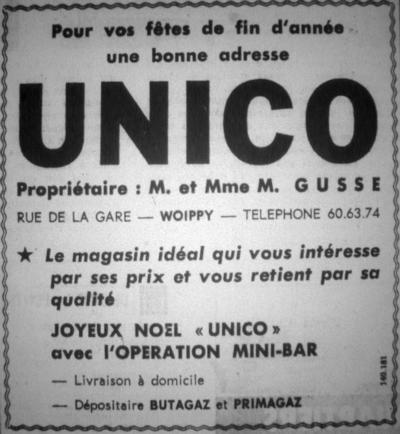 Pour vos fêtes de fin d'année
une bonne adresse
UNICO
Propriétaire : M. et Mme M. GUSSE
RUE DE LA GARE — WOIPPY — TELEPHONE 60.63.74
★ Le magasin idéal qui vous intéresse
par ses prix et vous retient par sa
qualité
JOYEUX NOEL « UNICO »
avec l'OPERATION MINI-BAR
— Livraison à domicile
— Dépositaire BUTAGAZ et PRIMAGAZ
140.181